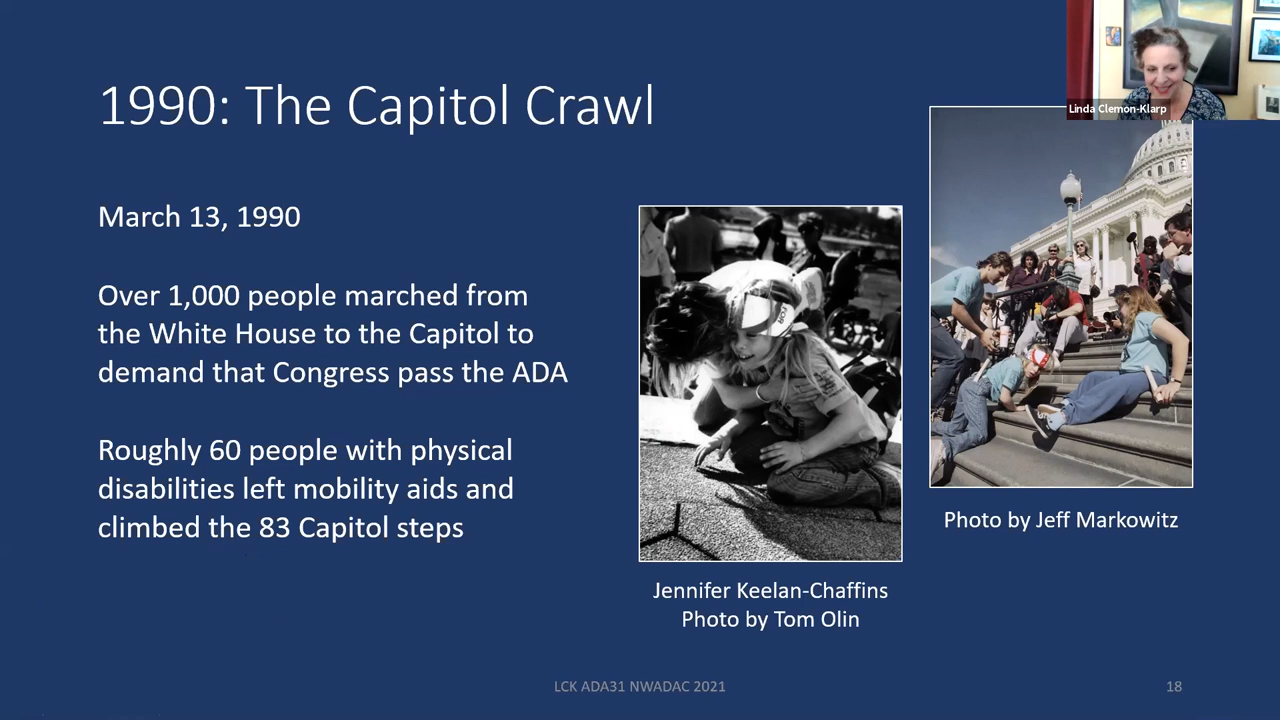 1990: The Capitol Crawl
Linda Clemon-Klarp
March 13, 1990
Over 1,000 people marched from
the White House to the Capitol to
demand that Congress pass the ADA
Roughly 60 people with physical
disabilities left mobility aids and
climbed the 83 Capitol steps
Photo by Jeff Markowitz
Jennifer Keelan-Chaffins
Photo by Tom Olin
LCK ADA31 NWADAC 2021
18